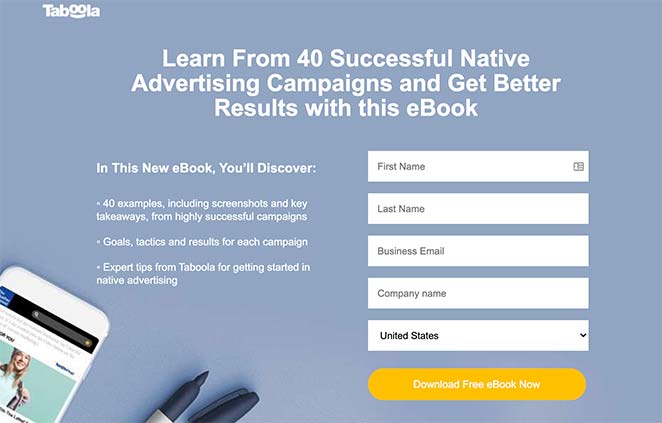 Taboola
Learn From 40 Successful Native
Advertising Campaigns and Get Better
Results with this eBook
In This New eBook, You'll Discover:
◦ 40 examples, including screenshots and key
takeaways, from highly successful campaigns
◦ Goals, tactics and results for each campaign
◦ Expert tips from Taboola for getting started in
native advertising
First Name
Last Name
Business Email
Company name
United States
Download Free eBook Now